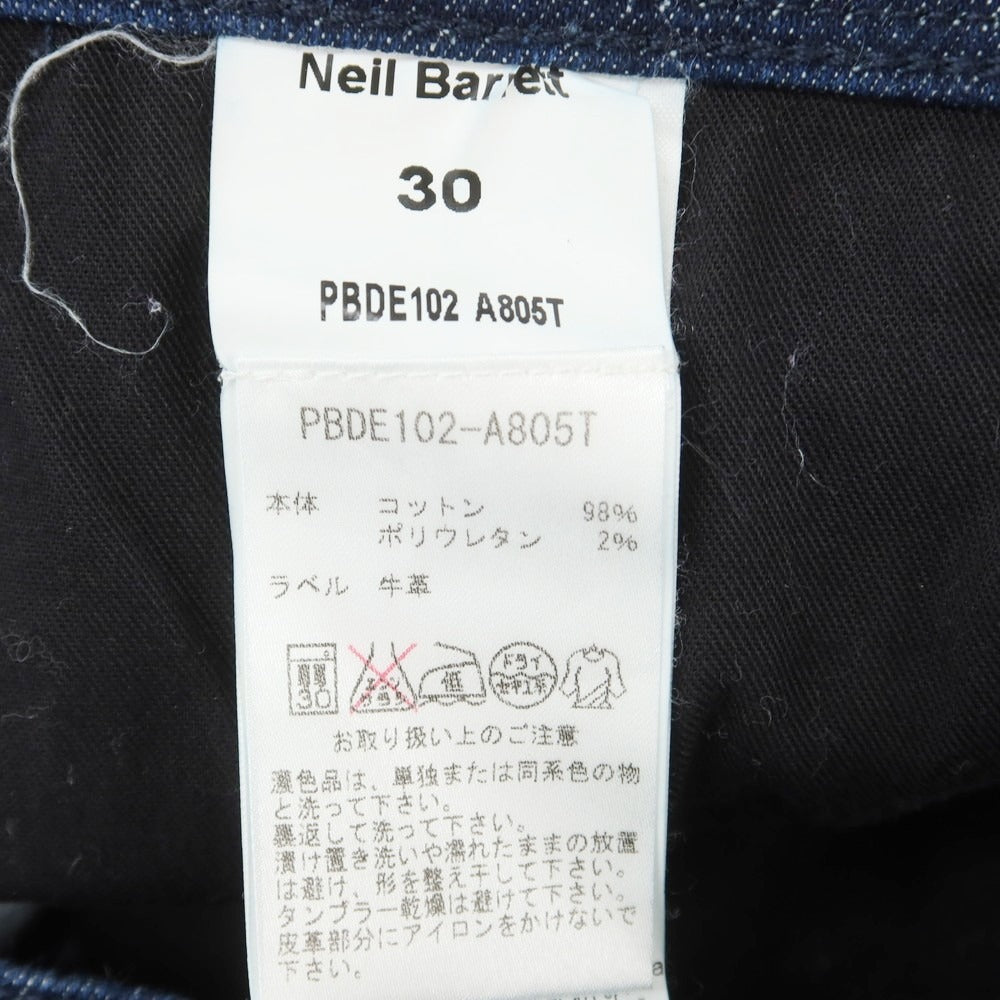 Neil Barrett
30
PBDE102 A805T
PBDE102-A805T
本体 コットン 98%
ポリウレタン 2%
ラベル 牛革
30 低 ドライ セキユ系
お取り扱い上のご注意
濃色品は、単独または同系色の物
と洗って下さい。
裏返して洗って下さい。
漬け置き洗いや濡れたままの放置
は避け、形を整え干して下さい。
タンブラー乾燥は避けて下さい。
皮革部分にアイロンをかけないで
下さい。